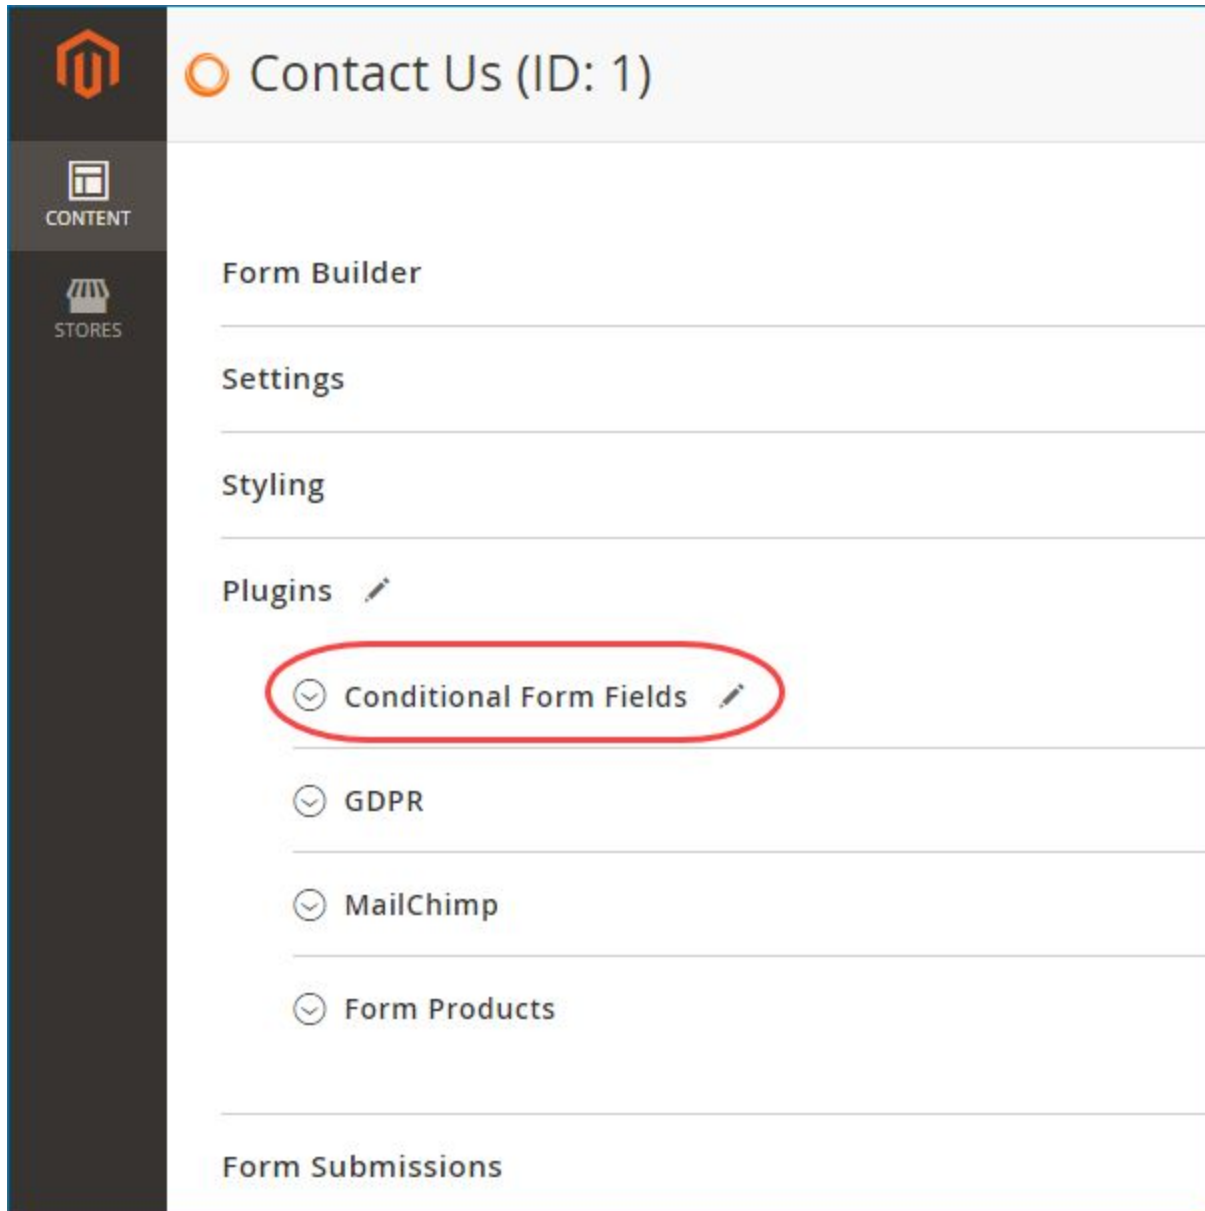 Contact Us (ID: 1)
CONTENT
STORES
Form Builder
Settings
Styling
Plugins
Conditional Form Fields
GDPR
MailChimp
Form Products
Form Submissions